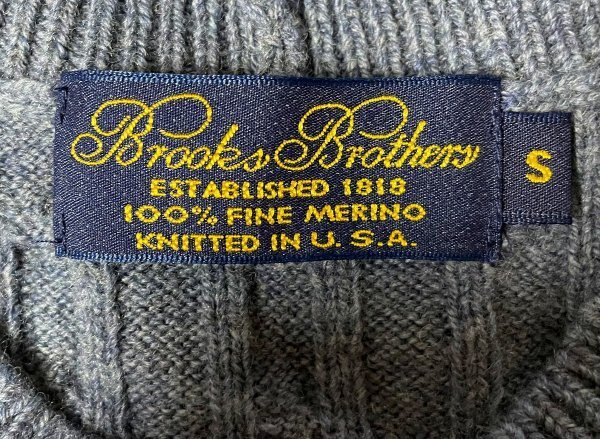 Brooks Brothers
ESTABLISHED 1818
100% FINE MERINO
KNITTED IN U.S.A.
S